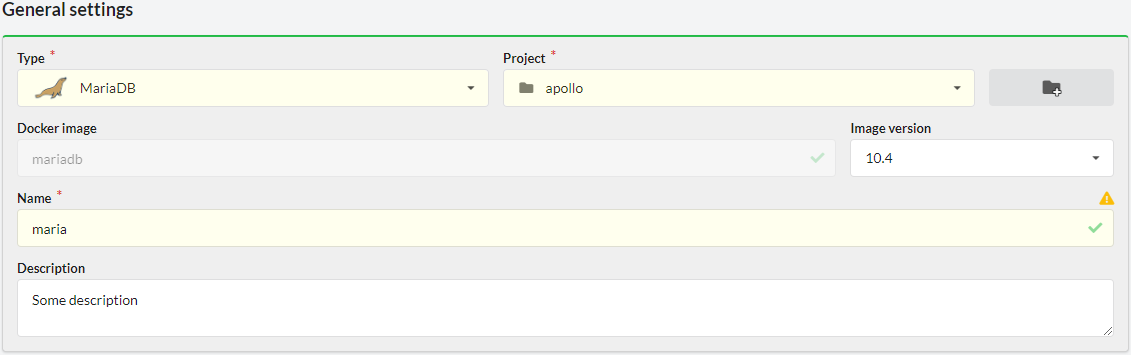 General settings
Type *
Project *
MariaDB
apollo
Docker image
Image version
mariadb
10.4
Name *
maria
Description
Some description